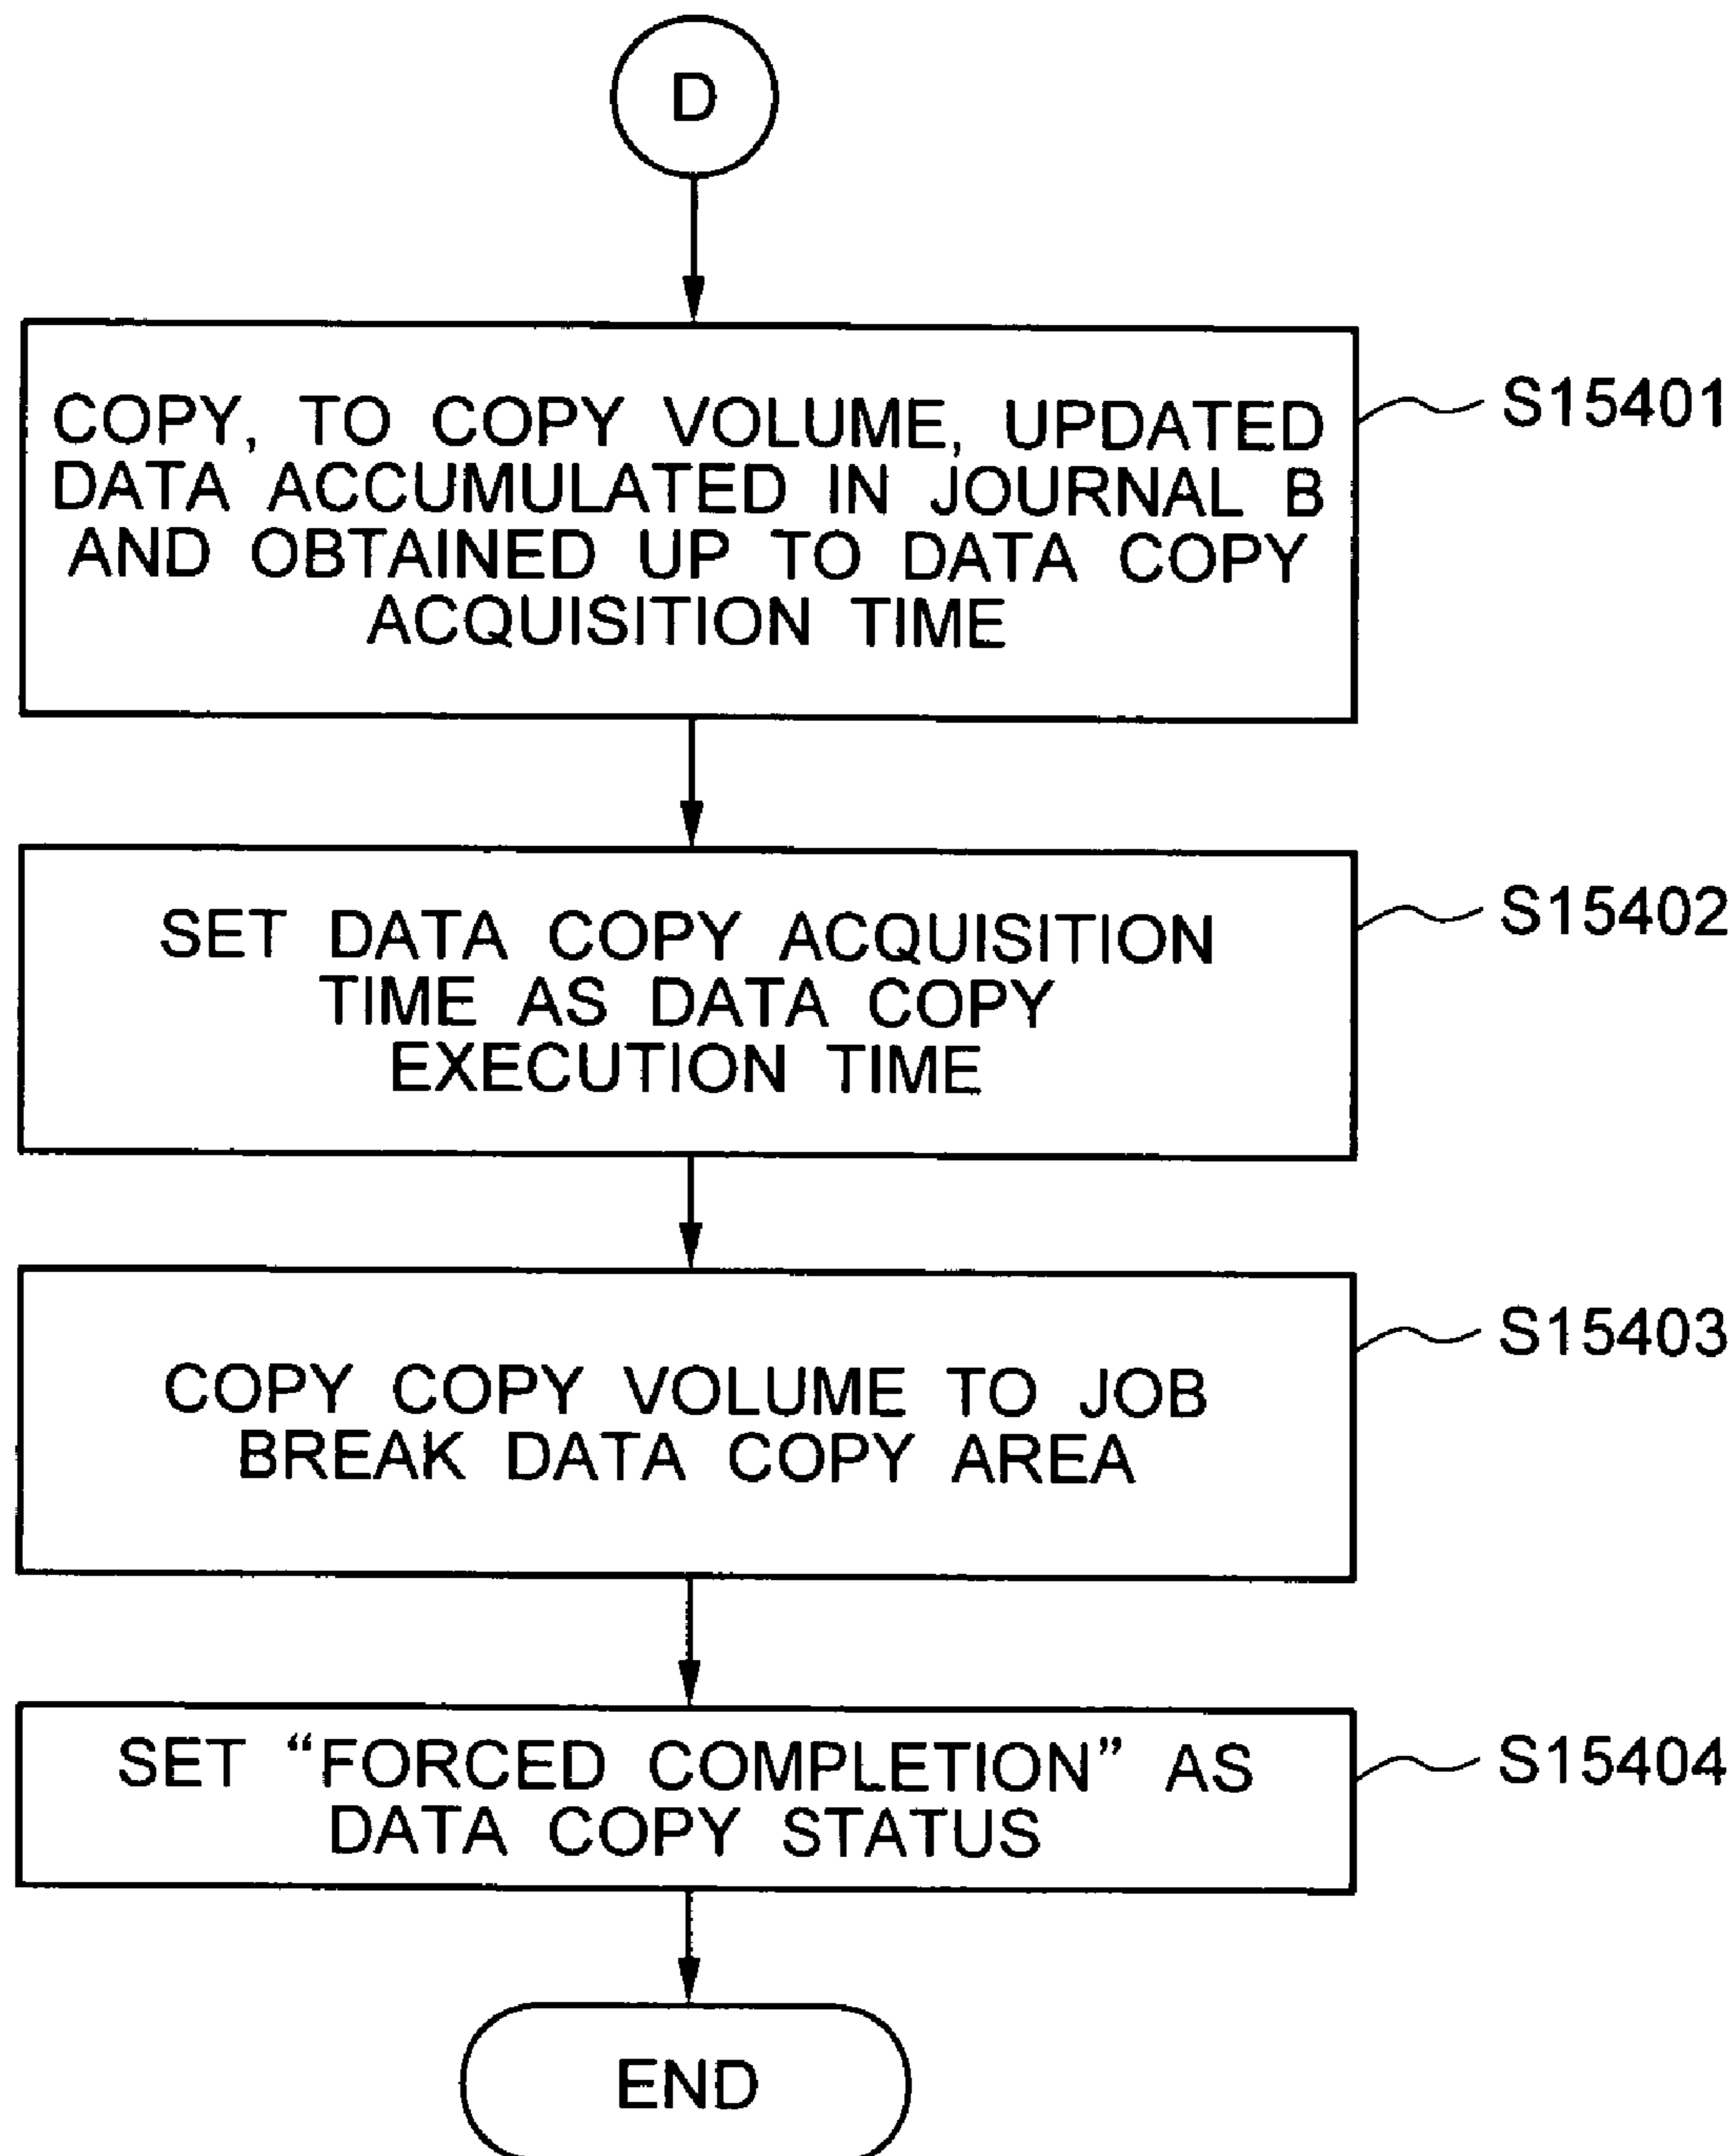 D
COPY, TO COPY VOLUME, UPDATED
DATA ACCUMULATED IN JOURNAL B
AND OBTAINED UP TO DATA COPY
ACQUISITION TIME
S15401
SET DATA COPY ACQUISITION
TIME AS DATA COPY
EXECUTION TIME
S15402
COPY COPY VOLUME TO JOB
BREAK DATA COPY AREA
S15403
SET “FORCED COMPLETION” AS
DATA COPY STATUS
S15404
END